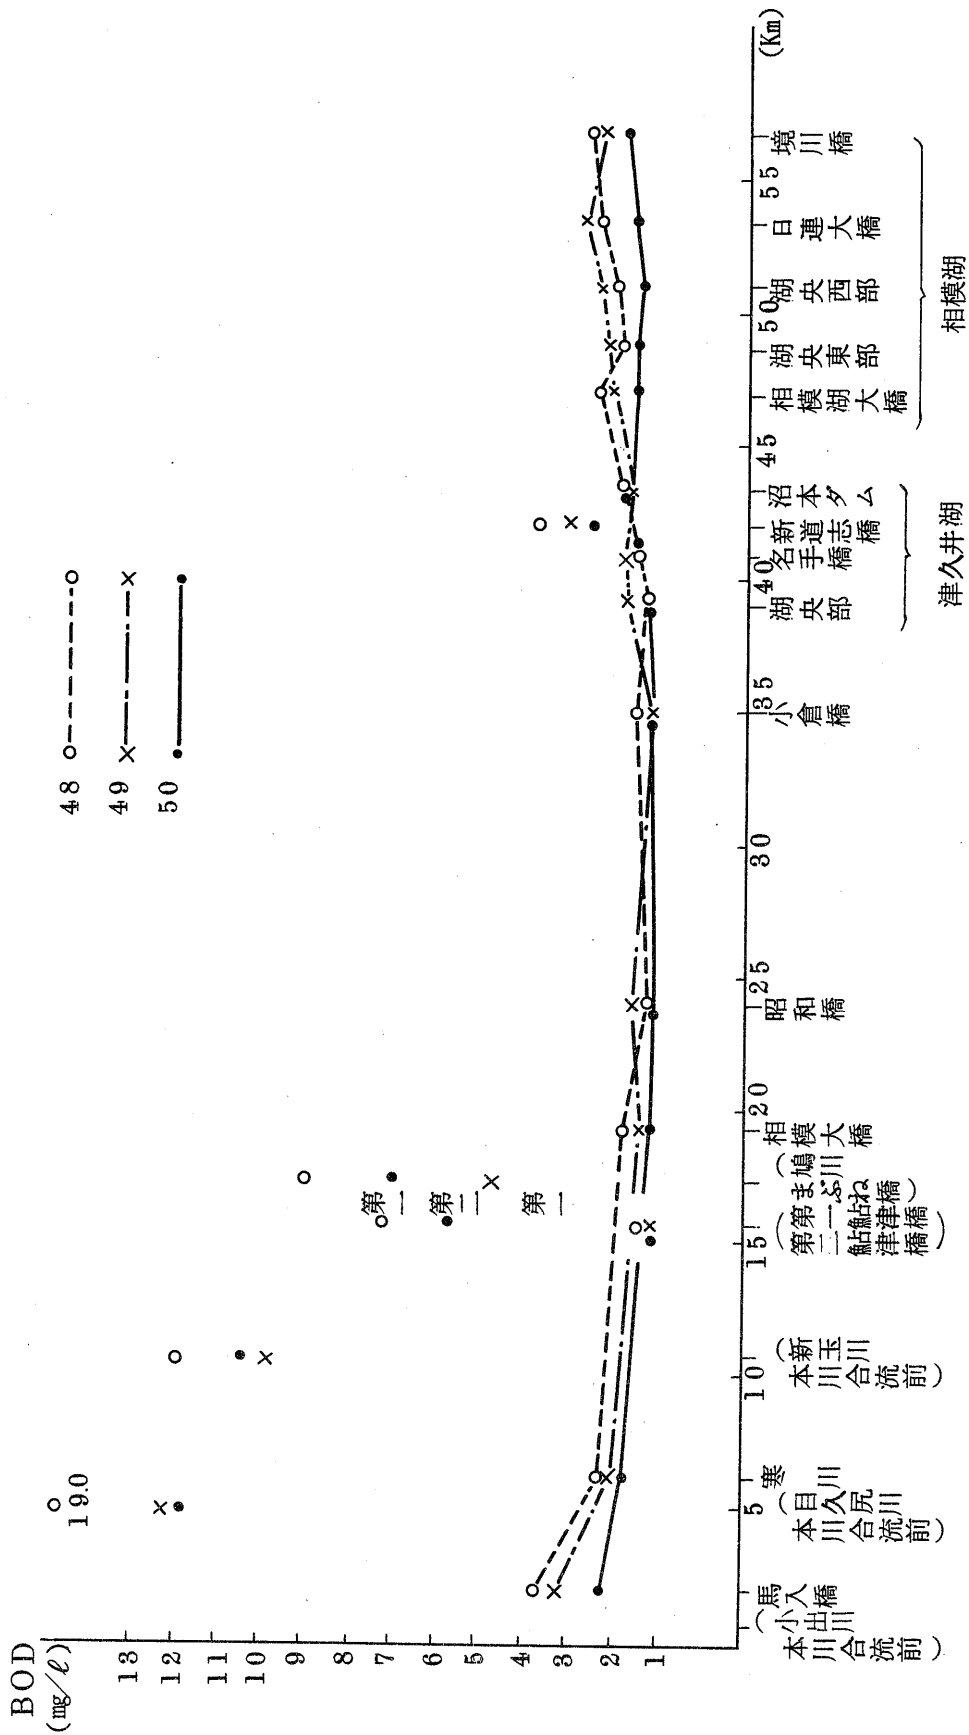 BOD
(㎎/ℓ)
13
12
11
10
9
8
7
6
5
4
3
2
1
48
49
50
19.0
第二
第二
第一
5
10
15
20
25
30
35
40
45
50
55
(Km)
(小出川
本川合流前)
馬入橋
(目久尻川
本川合流前)
寒川
(新玉川
本川合流前)
(第一鮎津橋
第二鮎津橋)
(鳩川
まぶね橋)
相模大橋
昭和橋
小倉橋
湖央部
名手橋
新道志橋
沼本ダム
相模湖大橋
湖央東部
湖央西部
日連大橋
境川橋
津久井湖
相模湖